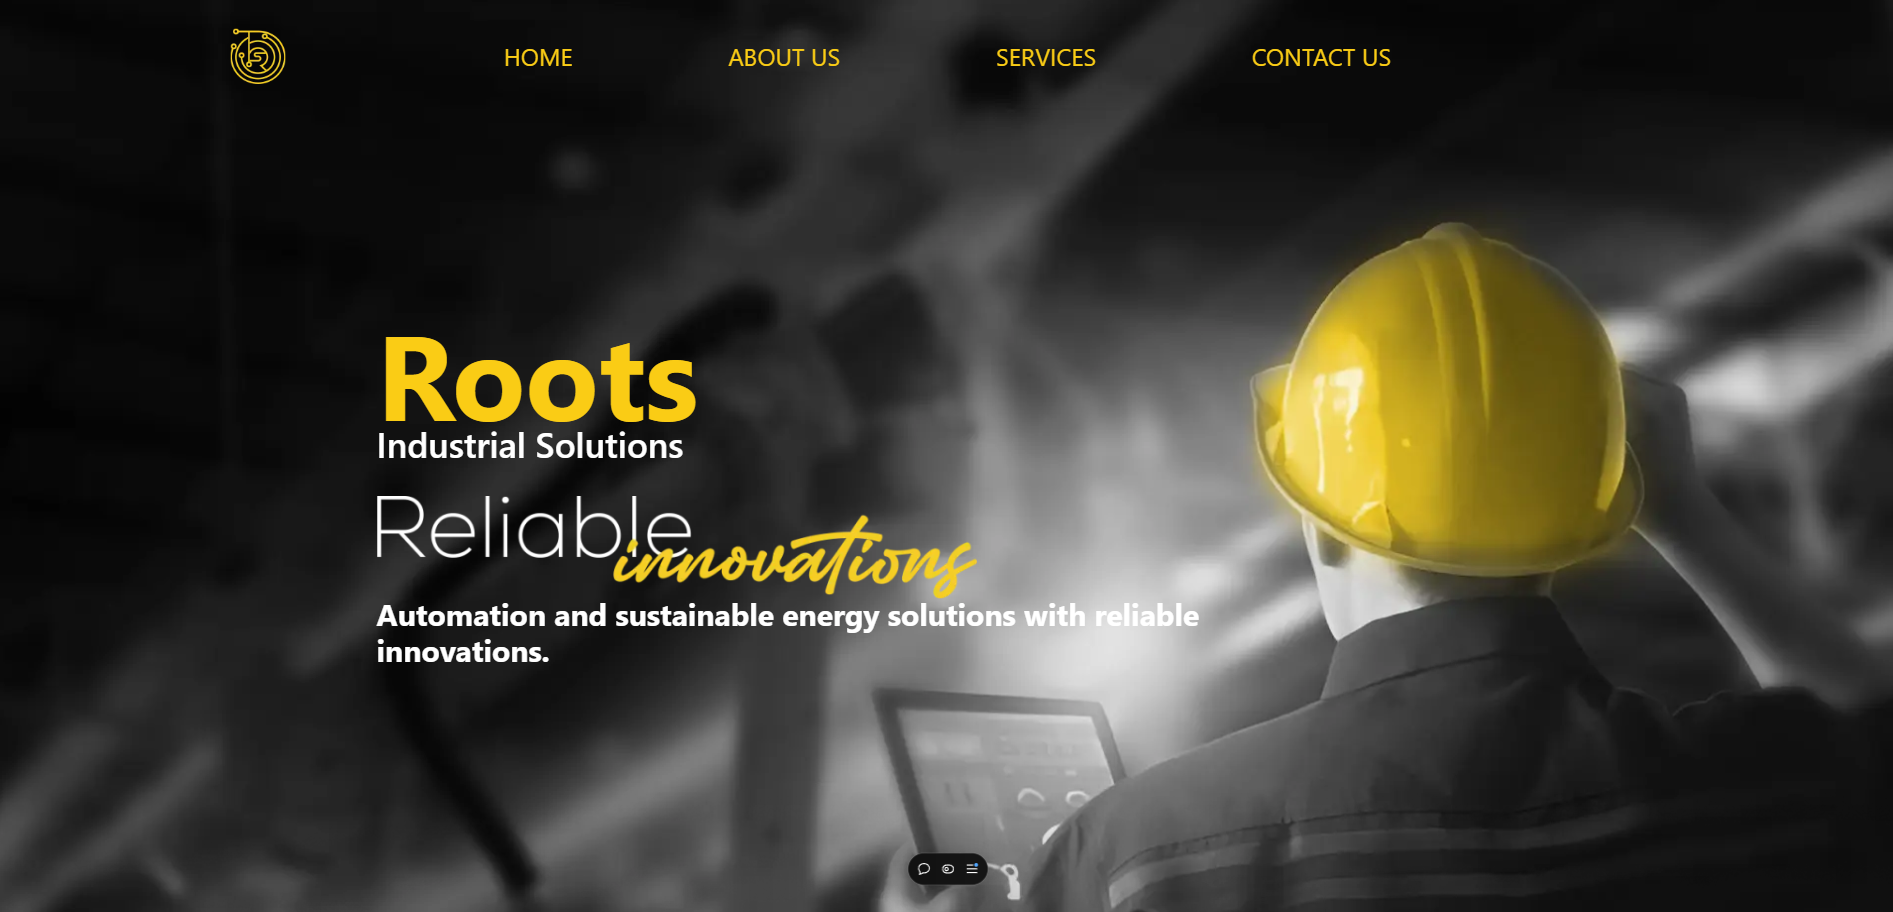 HOME ABOUT US SERVICES CONTACT US
Roots
Industrial Solutions
Reliable
innovations
Automation and sustainable energy solutions with reliable
innovations.